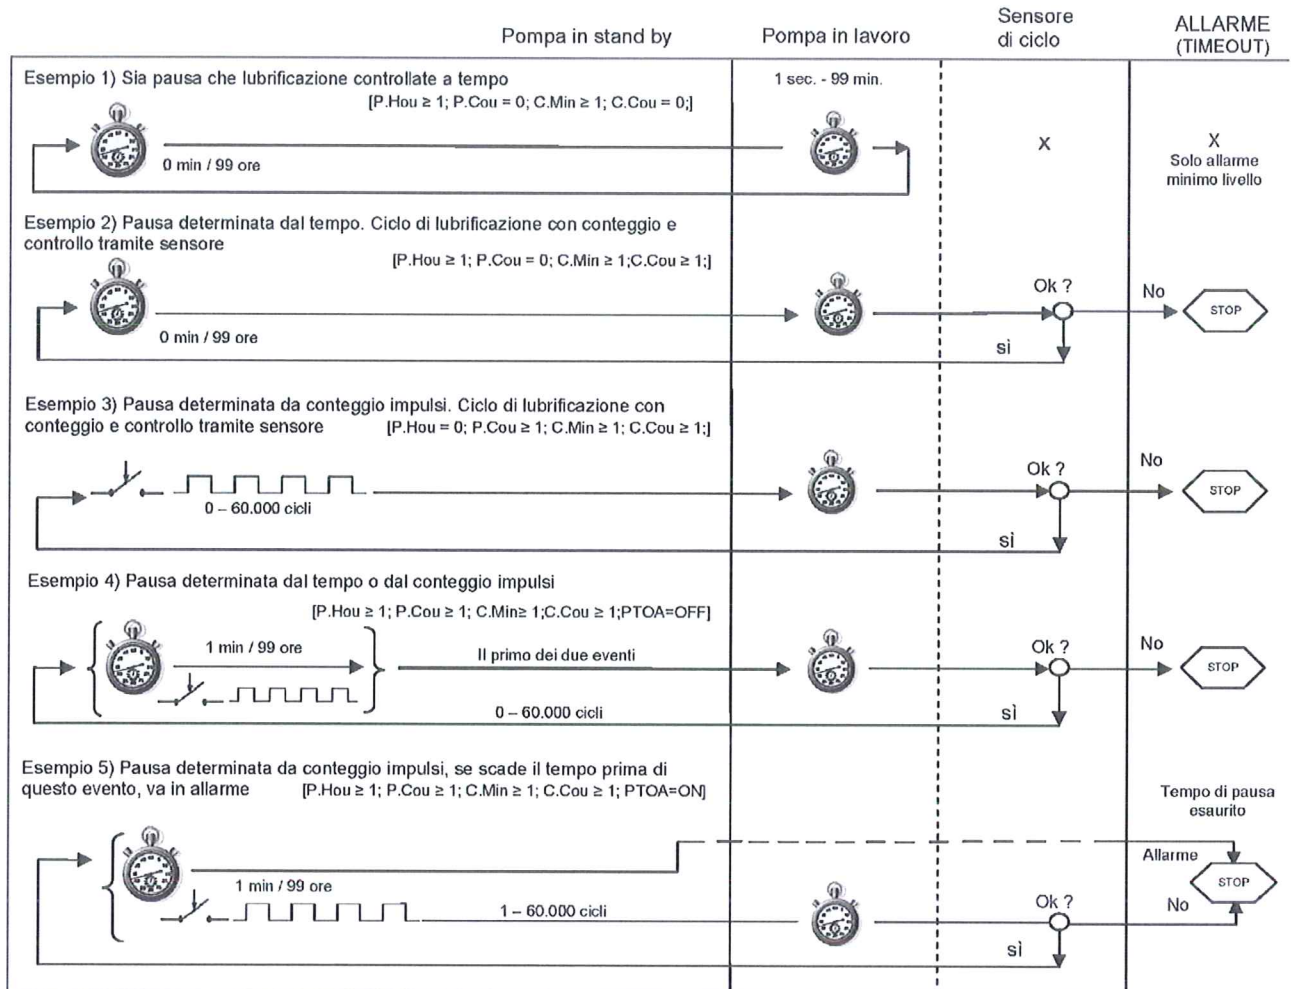 Pompa in stand by
Pompa in lavoro
Sensore
di ciclo
ALLARME
(TIMEOUT)
Esempio 1) Sia pausa che lubrificazione controllate a tempo
[P.Hou ≥ 1; P.Cou = 0; C.Min ≥ 1; C.Cou = 0;]
1 sec. - 99 min.
0 min / 99 ore
X
X
Solo allarme
minimo livello
Esempio 2) Pausa determinata dal tempo. Ciclo di lubrificazione con conteggio e
controllo tramite sensore
[P.Hou ≥ 1; P.Cou = 0; C.Min ≥ 1;C.Cou ≥ 1;]
0 min / 99 ore
Ok ?
No
STOP
sì
Esempio 3) Pausa determinata da conteggio impulsi. Ciclo di lubrificazione con
conteggio e controllo tramite sensore
[P.Hou = 0; P.Cou ≥ 1; C.Min ≥ 1; C.Cou ≥ 1;]
0 – 60.000 cicli
Ok ?
No
STOP
sì
Esempio 4) Pausa determinata dal tempo o dal conteggio impulsi
[P.Hou ≥ 1; P.Cou ≥ 1; C.Min≥ 1;C.Cou ≥ 1;PTOA=OFF]
1 min / 99 ore
Il primo dei due eventi
0 – 60.000 cicli
Ok ?
No
STOP
sì
Esempio 5) Pausa determinata da conteggio impulsi, se scade il tempo prima di
questo evento, va in allarme
[P.Hou ≥ 1; P.Cou ≥ 1; C.Min ≥ 1; C.Cou ≥ 1; PTOA=ON]
Tempo di pausa
esaurito
Allarme
STOP
1 min / 99 ore
1 – 60.000 cicli
Ok ?
No
sì